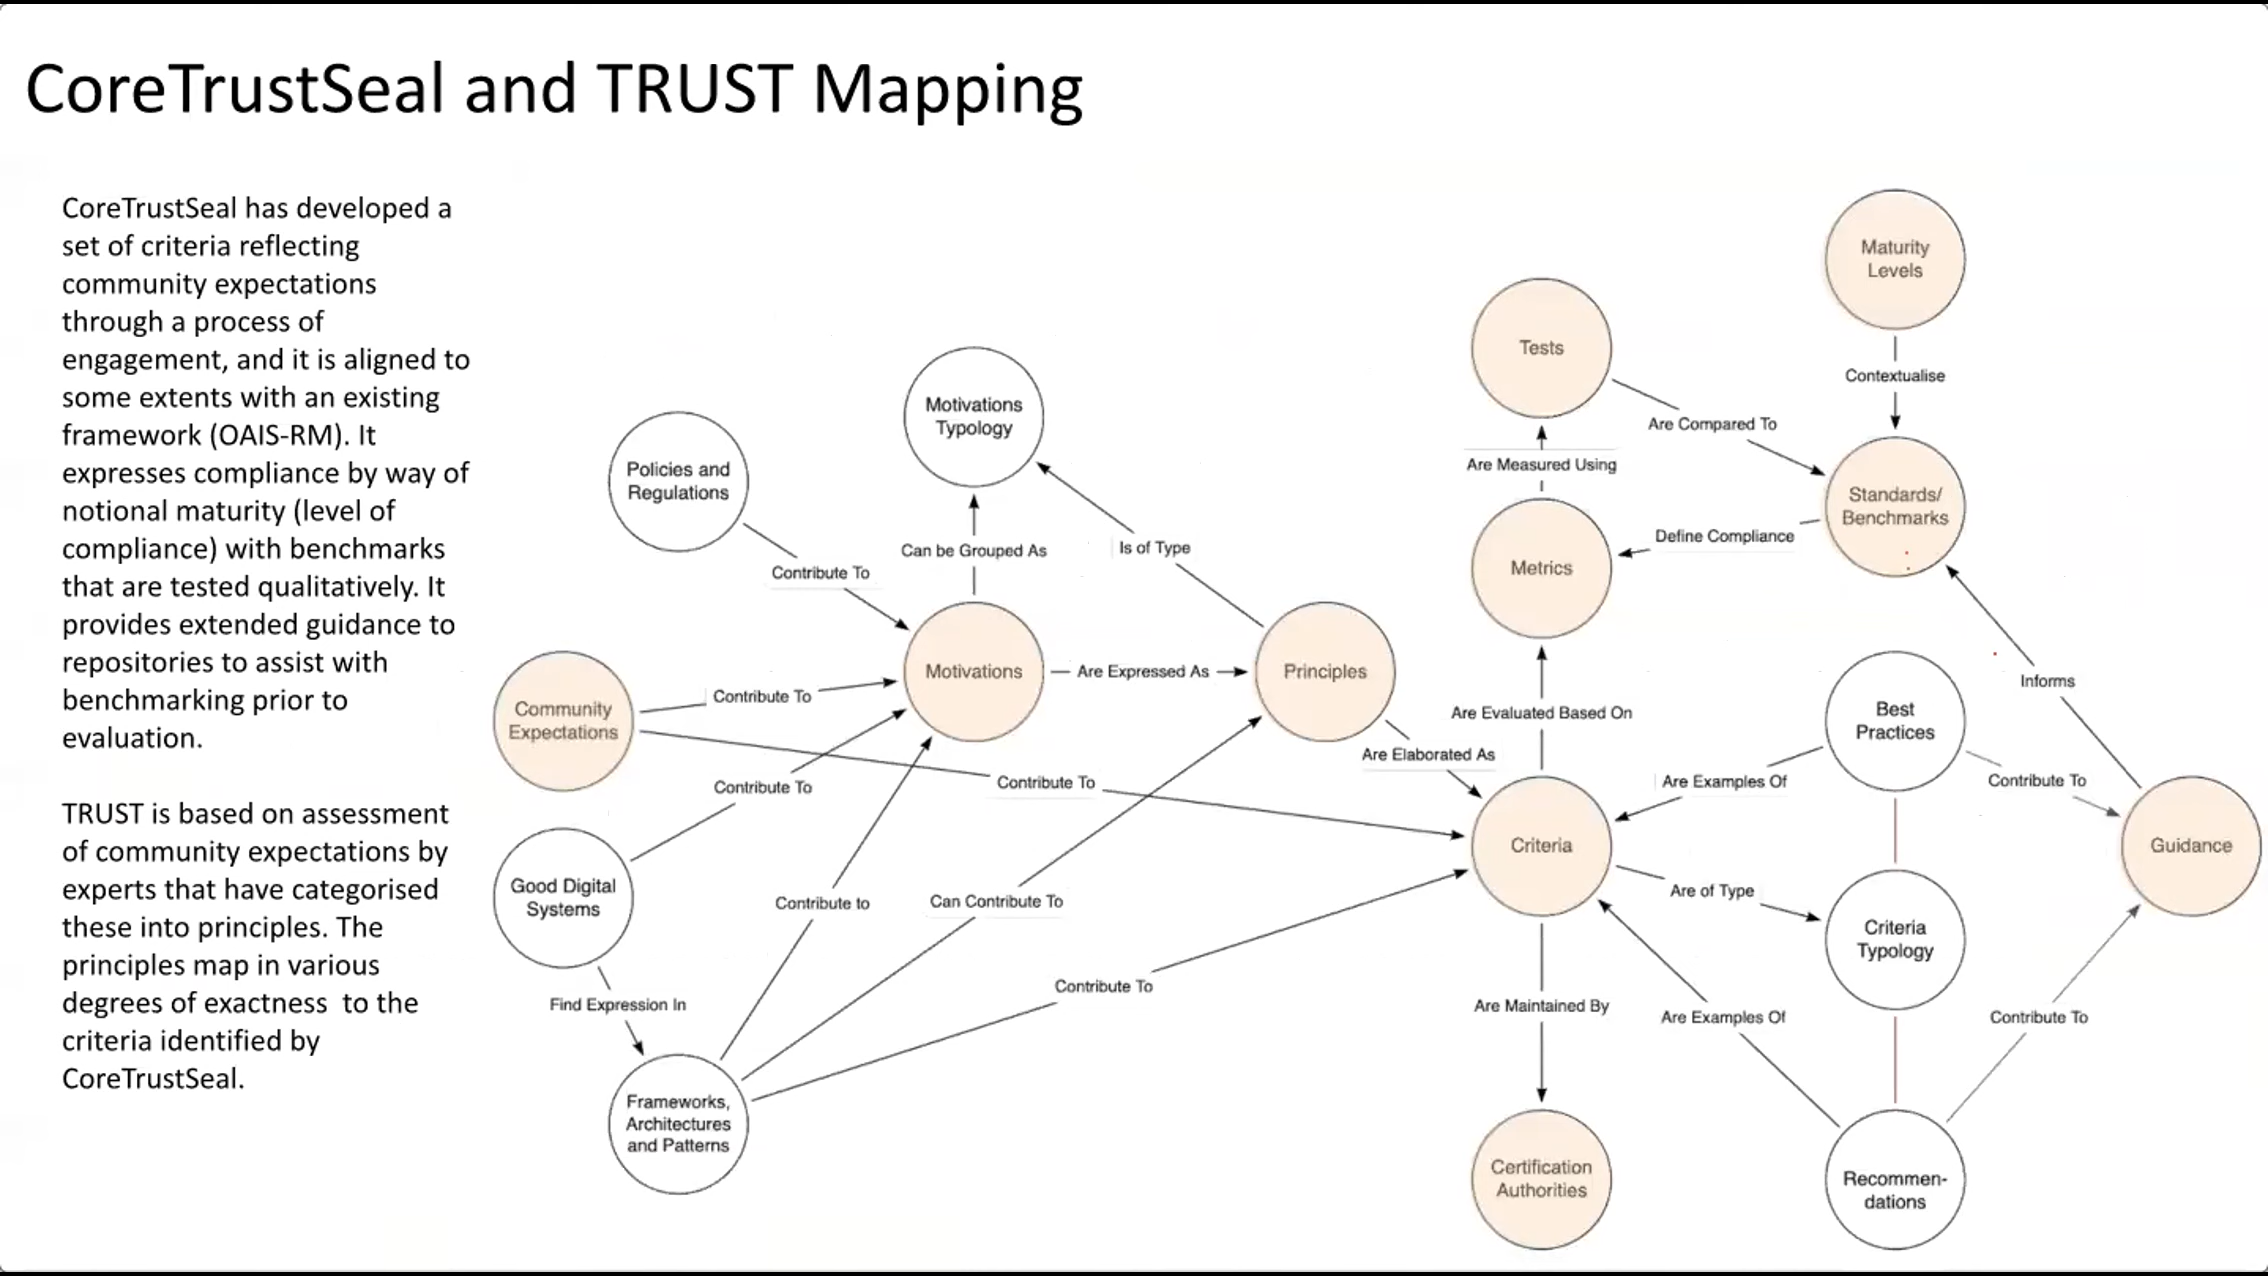 CoreTrustSeal and TRUST Mapping
CoreTrustSeal has developed a
set of criteria reflecting
community expectations
through a process of
engagement, and it is aligned to
some extents with an existing
framework (OAIS-RM). It
expresses compliance by way of
notional maturity (level of
compliance) with benchmarks
that are tested qualitatively. It
provides extended guidance to
repositories to assist with
benchmarking prior to
evaluation.
TRUST is based on assessment
of community expectations by
experts that have categorised
these into principles. The
principles map in various
degrees of exactness  to the
criteria identified by
CoreTrustSeal.
Maturity
Levels
Tests
Contextualise
Motivations
Typology
Are Compared To
Policies and
Regulations
Are Measured Using
Standards/
Benchmarks
Define Compliance
Can be Grouped As
Is of Type
Contribute To
Metrics
Motivations
Are Expressed As
Principles
Informs
Contribute To
Community
Expectations
Are Evaluated Based On
Best
Practices
Are Elaborated As
Contribute To
Contribute To
Are Examples Of
Contribute To
Criteria
Guidance
Good Digital
Systems
Contribute to
Can Contribute To
Are of Type
Criteria
Typology
Contribute To
Find Expression In
Are Maintained By
Are Examples Of
Contribute To
Frameworks,
Architectures
and Patterns
Certification
Authorities
Recommen-
dations